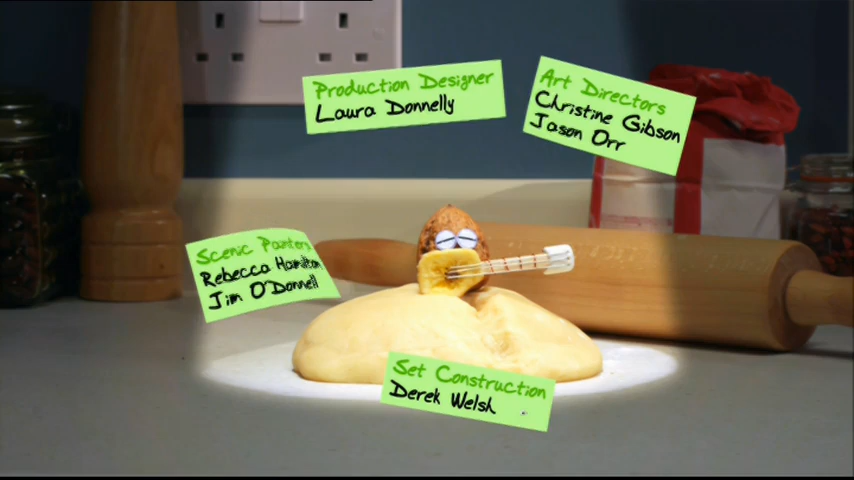 Production Designer
Laura Donnelly
Art Directors
Christine Gibson
Jason Orr
Scenic Painters
Rebecca Hamilton
Jim O'Donnell
Set Construction
Derek Welsh